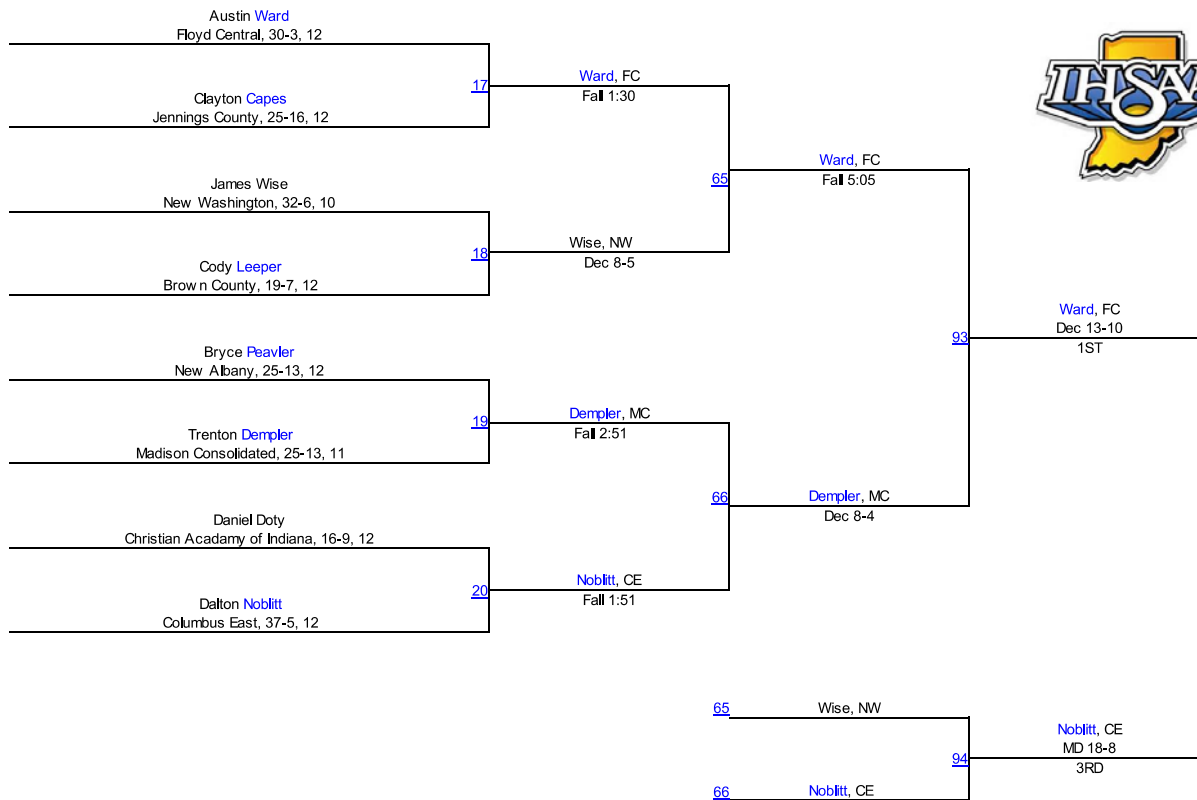 Austin Ward
Floyd Central, 30-3, 12
17
Clayton Capes
Jennings County, 25-16, 12
Ward, FC
Fall 1:30
James Wise
New Washington, 32-6, 10
18
Cody Leeper
Brown County, 19-7, 12
Wise, NW
Dec 8-5
65
Ward, FC
Fall 5:05
Bryce Peavler
New Albany, 25-13, 12
19
Trenton Dempler
Madison Consolidated, 25-13, 11
Dempler, MC
Fall 2:51
Daniel Doty
Christian Acadamy of Indiana, 16-9, 12
20
Dalton Noblitt
Columbus East, 37-5, 12
Noblitt, CE
Fall 1:51
66
Dempler, MC
Dec 8-4
93
Ward, FC
Dec 13-10
1ST
65
Wise, NW
66
Noblitt, CE
94
Noblitt, CE
MD 18-8
3RD
IHSAA